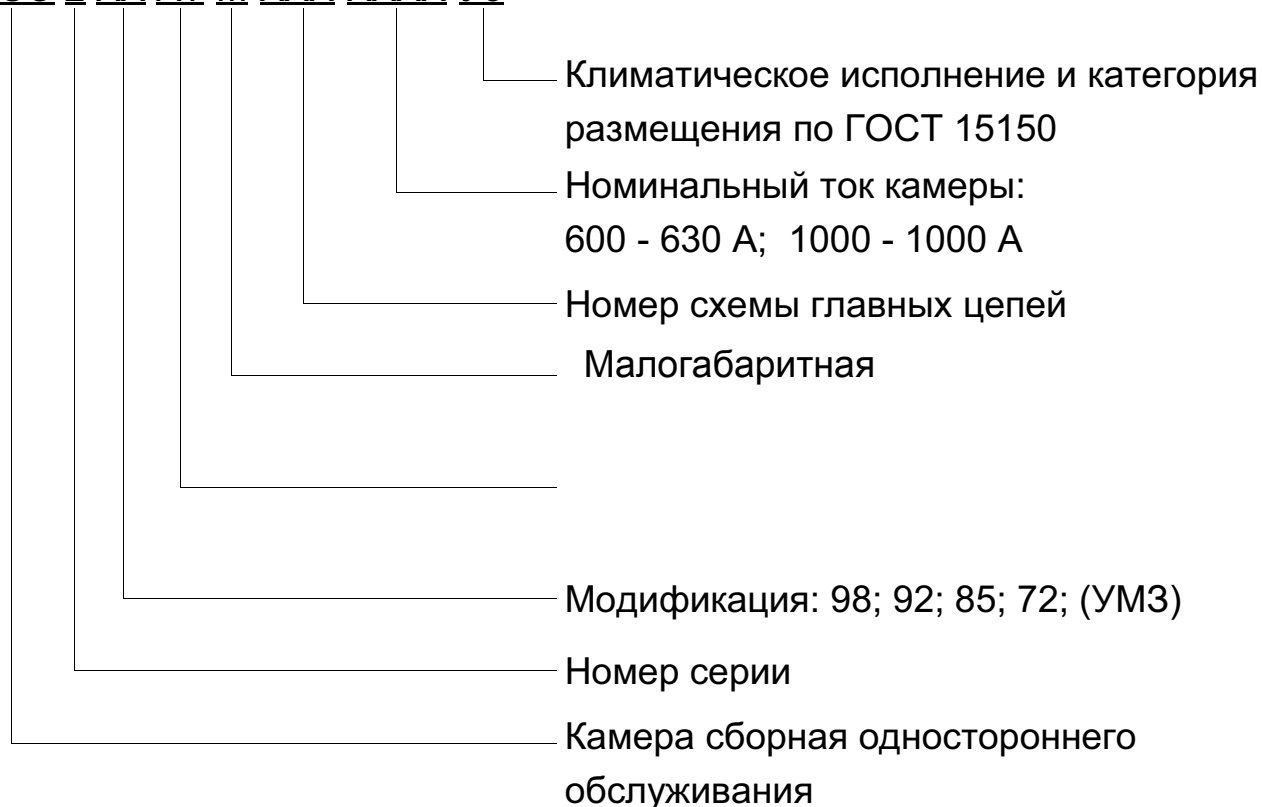 Климатическое исполнение и категория
размещения по ГОСТ 15150
Номинальный ток камеры:
600 - 630 А;  1000 - 1000 А
Номер схемы главных цепей
Малогабаритная
Модификация: 98; 92; 85; 72; (УМЗ)
Номер серии
Камера сборная одностороннего
обслуживания